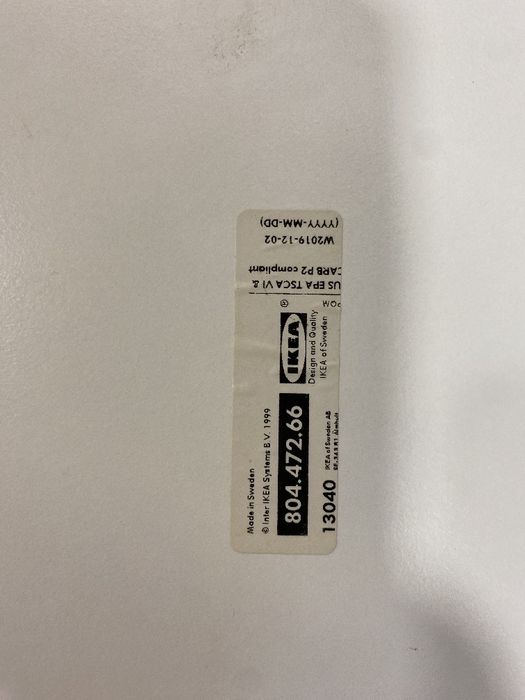 Made in Sweden
© Inter IKEA Systems B.V. 1999
804.472.66
13040
IKEA of Sweden AB
IKEA
®
Design and Quality
IKEA of Sweden
US EPA TSCA VI &
CARB P2 compliant
W2019-12-02
(YYYY-MM-DD)